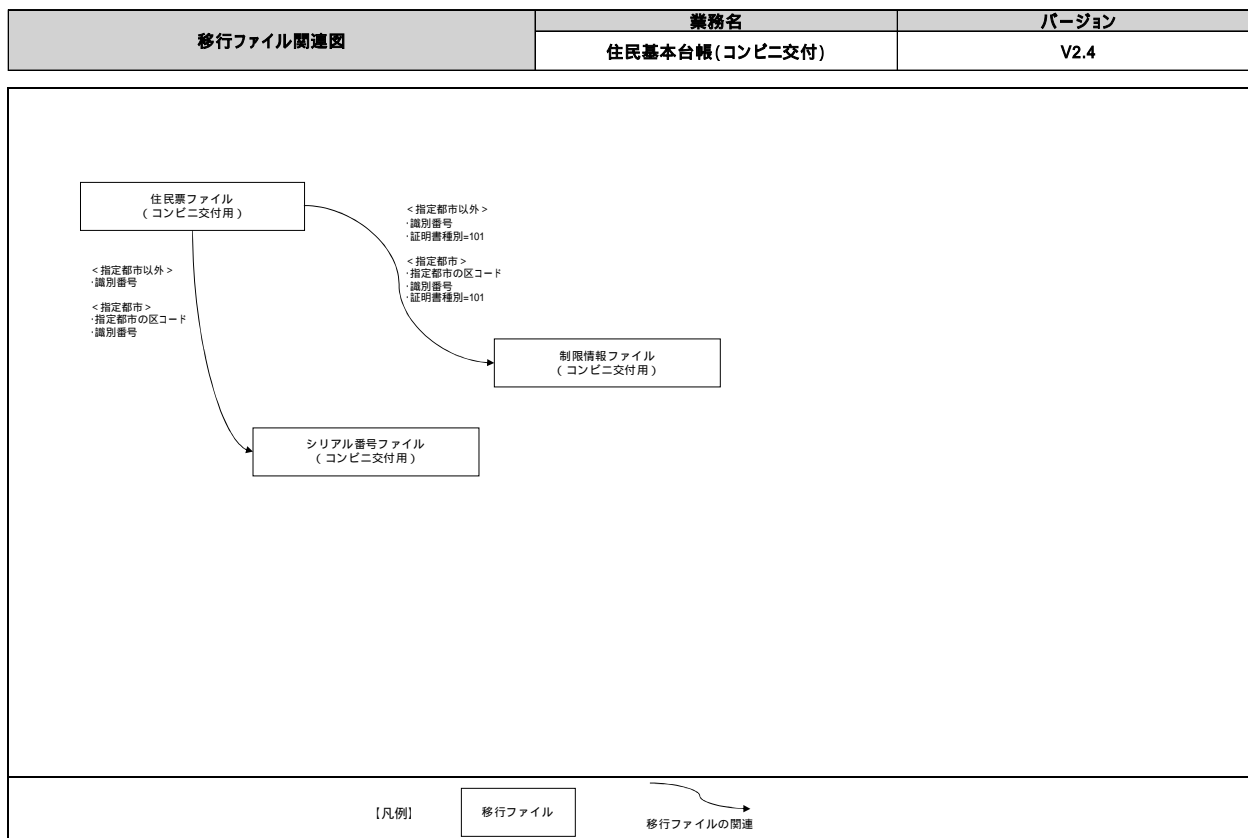 移行ファイル関連図
業務名
バージョン
住民基本台帳(コンビニ交付)
V2.4
住民票ファイル
(コンビニ交付用)
<指定都市以外>
・識別番号
・証明書種別=101
<指定都市>
・指定都市の区コード
・識別番号
・証明書種別=101
<指定都市以外>
・識別番号
<指定都市>
・指定都市の区コード
・識別番号
制限情報ファイル
(コンビニ交付用)
シリアル番号ファイル
(コンビニ交付用)
【凡例】
移行ファイル
移行ファイルの関連